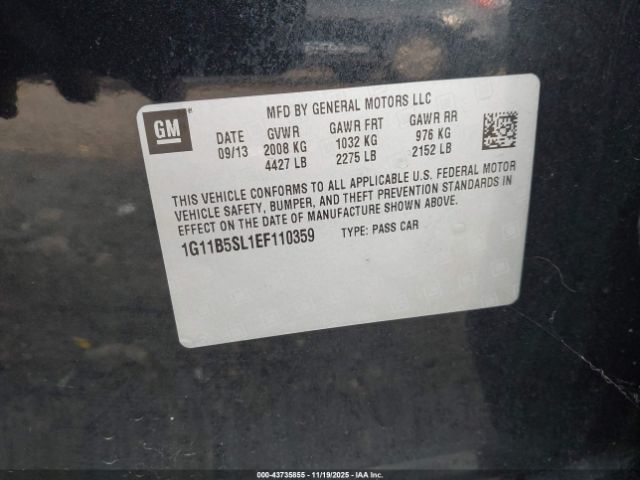 MFD BY GENERAL MOTORS LLC
GM
DATE GVWR GAWR FRT GAWR RR
09/13 2008 KG 1032 KG 976 KG
4427 LB 2275 LB 2152 LB
THIS VEHICLE CONFORMS TO ALL APPLICABLE U.S. FEDERAL MOTOR
VEHICLE SAFETY, BUMPER, AND THEFT PREVENTION STANDARDS IN
EFFECT ON THE DATE OF MANUFACTURE SHOWN ABOVE.
1G11B5SL1EF110359 TYPE: PASS CAR
000-43735855 | 11/19/2025 - IAA Inc.